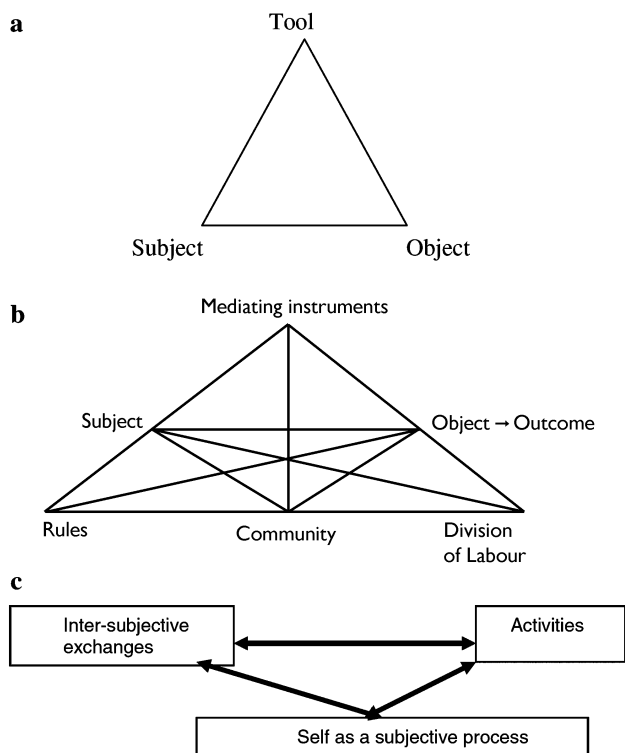 a
Tool
Subject
Object
b
Mediating instruments
Subject
Object → Outcome
Rules
Community
Division
of Labour
c
Inter-subjective
exchanges
Activities
Self as a subjective process